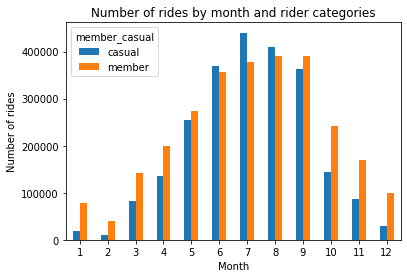 Number of rides by month and rider categories
member_casual
casual
member
Number of rides
400000
300000
200000
100000
0
1 2 3 4 5 6 7 8 9 10 11 12
Month